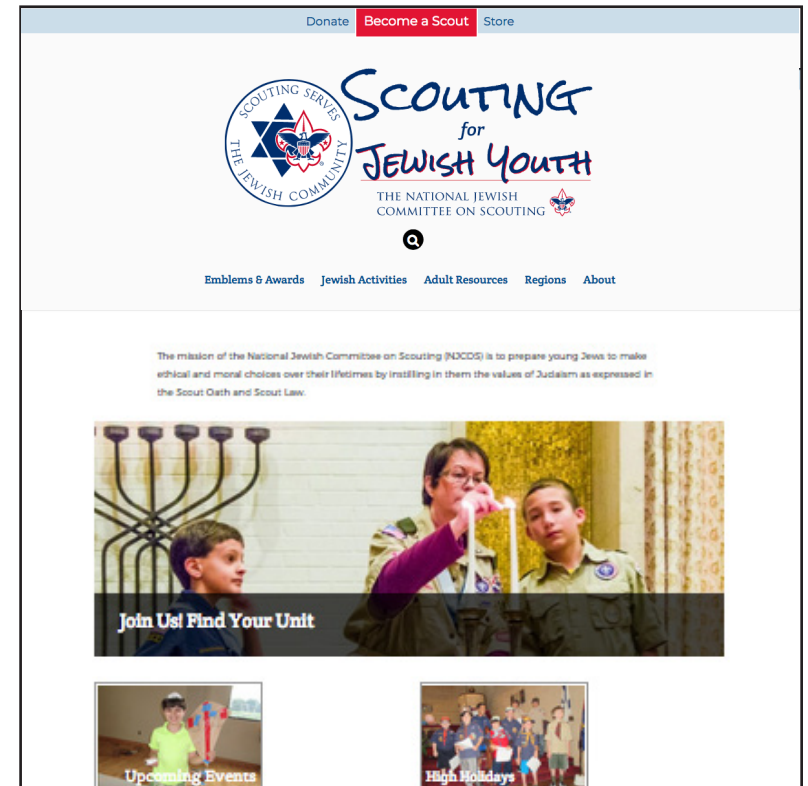 Donate Become a Scout Store
SCOUTING SERVES
THE JEWISH COMMUNITY
SCOUTING
for
JEWISH YOUTH
THE NATIONAL JEWISH
COMMITTEE ON SCOUTING
Emblems & Awards Jewish Activities Adult Resources Regions About
The mission of the National Jewish Committee on Scouting (NJCOS) is to prepare young Jews to make
ethical and moral choices over their lifetimes by instilling in them the values of Judaism as expressed in
the Scout Oath and Scout Law.
Join Us! Find Your Unit
Upcoming Events
High Holidays